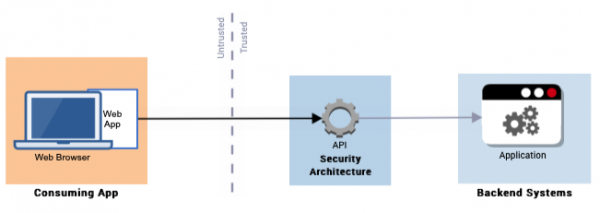 Untrusted
Trusted
Web
App
Web Browser
Consuming App
API
Security
Architecture
Application
Backend Systems